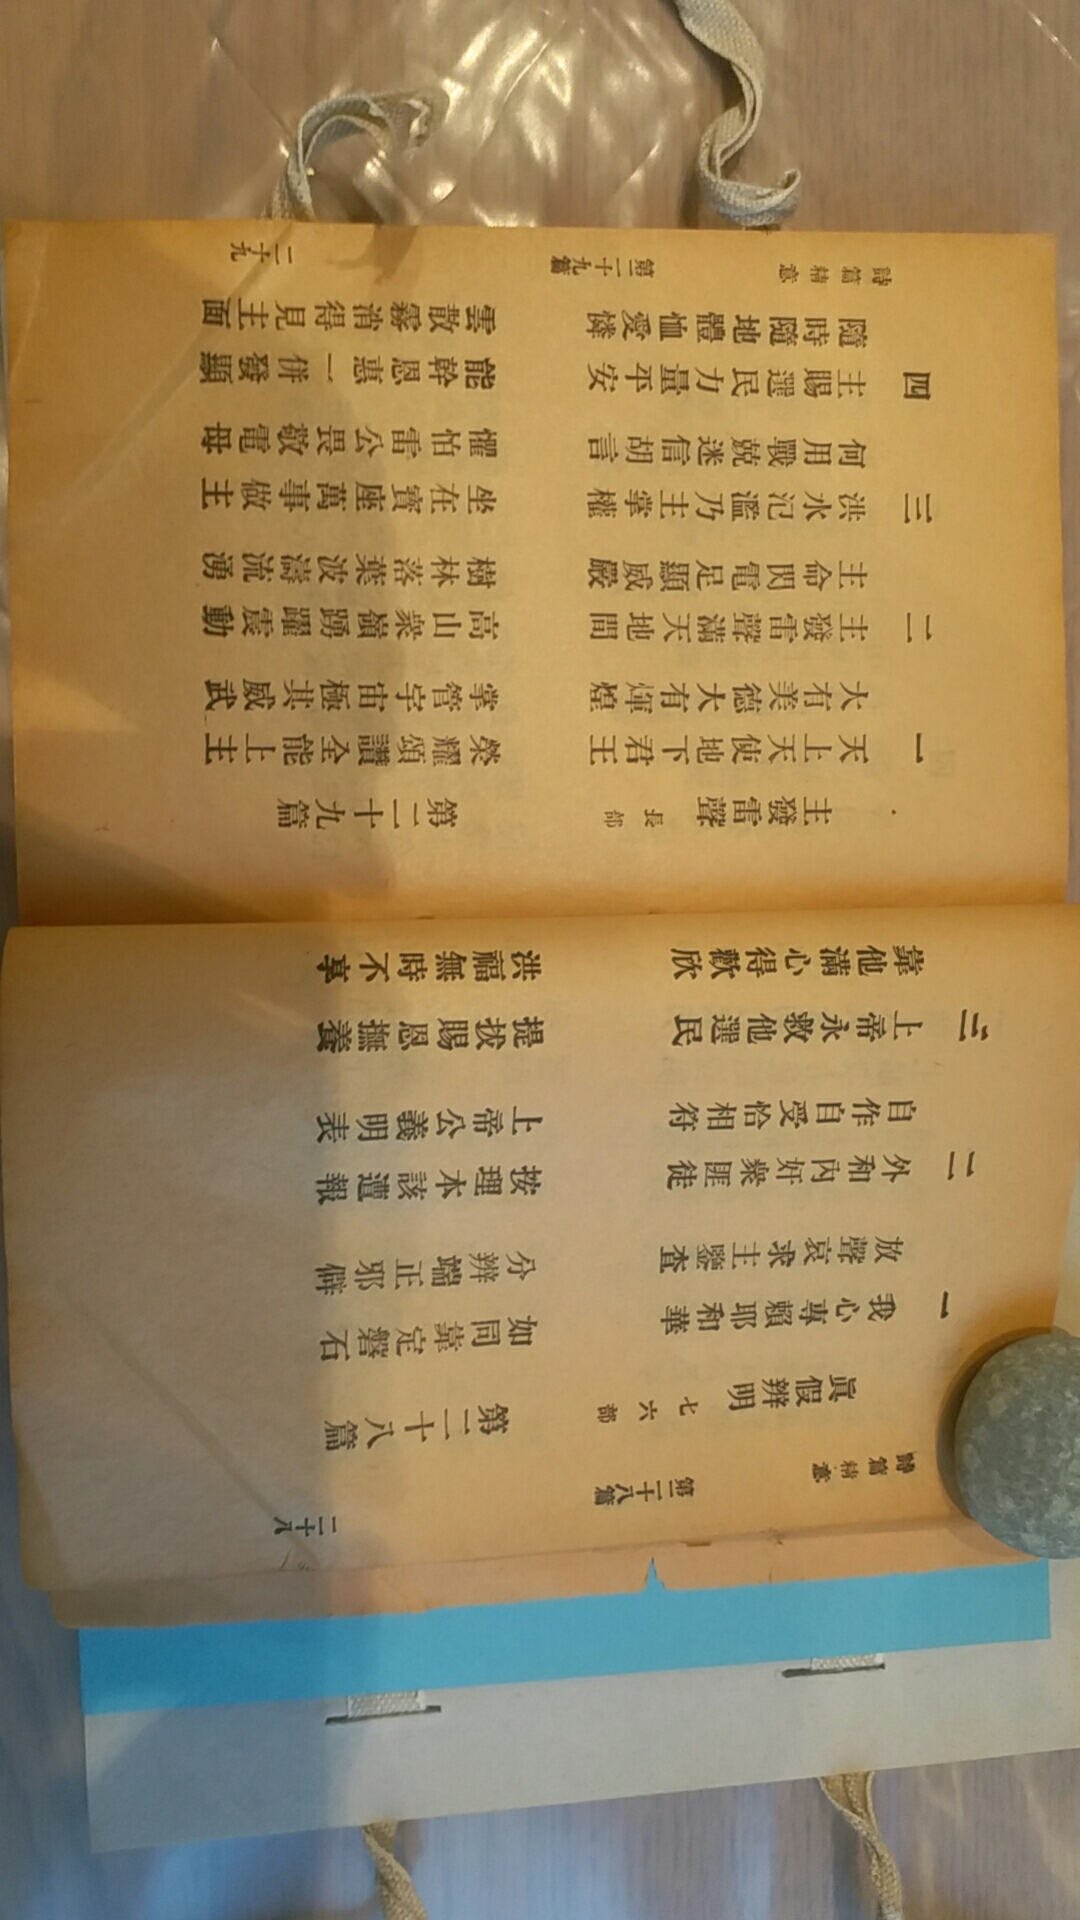 詩篇精意 第二十八篇 二十八
眞假辨明 七六部 第二十八篇
一 我心專賴耶和華 如同靠定磐石
放聲哀求主鑒查 分辨端正邪僻
二 外和內奸衆匪徒 按理本該遭報
自作自受恰相符 上帝公義明表
三 上帝永救他選民 提拔賜恩撫養
靠他滿心得歡欣 洪福無時不享
主發雷聲 長部 第二十九篇
一 天上天使地下君王 榮耀頌讚全能上主
大有美德大有輝煌 掌管宇宙極其威武
二 主發雷聲滿天地間 高山衆嶺踴躍震動
主命閃電足顯威嚴 樹林落葉波濤流湧
三 洪水氾濫乃主掌權 坐在寶座萬事做主
何用戰兢迷信胡言 懼怕雷公畏敬電母
四 主賜選民力量平安 能幹恩惠一併發顯
隨時隨地體恤愛憐 雲散霧消得見主面
詩篇精意 第二十九篇 二十九